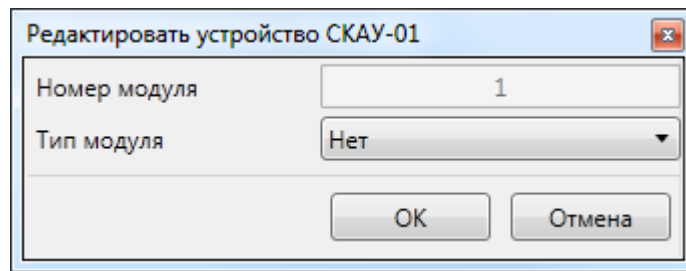 Редактировать устройство СКАУ-01
Номер модуля 1
Тип модуля Нет
ОК Отмена